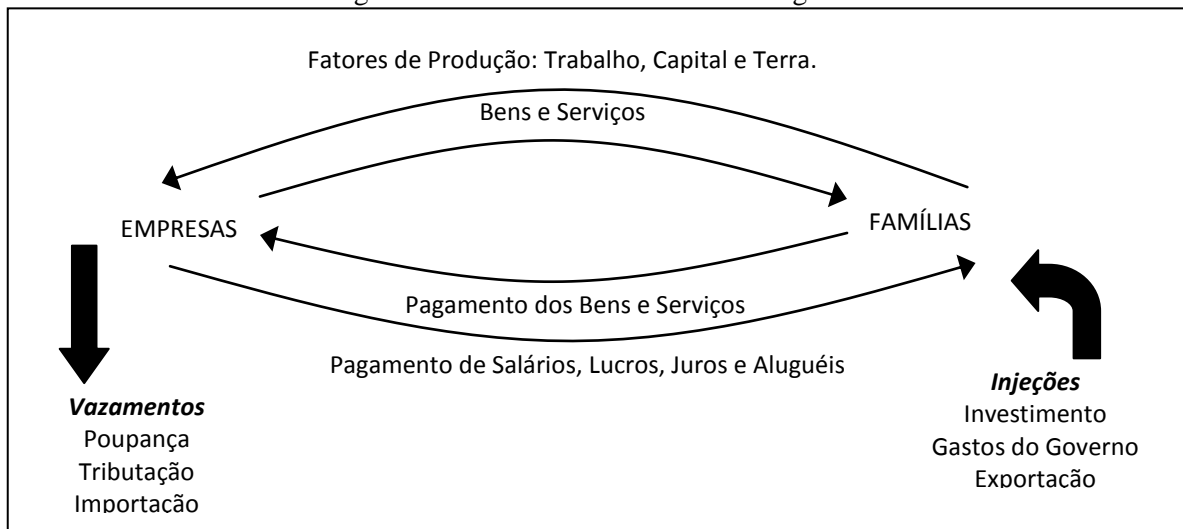 Fatores de Produção: Trabalho, Capital e Terra.
Bens e Serviços
EMPRESAS
FAMÍLIAS
Pagamento dos Bens e Serviços
Pagamento de Salários, Lucros, Juros e Aluguéis
Vazamentos
Poupança
Tributação
Importação
Injeções
Investimento
Gastos do Governo
Exportação